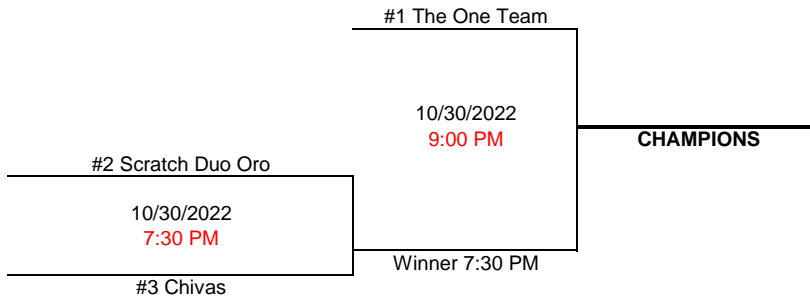 #1 The One Team
10/30/2022
9:00 PM
CHAMPIONS
#2 Scratch Duo Oro
10/30/2022
7:30 PM
Winner 7:30 PM
#3 Chivas